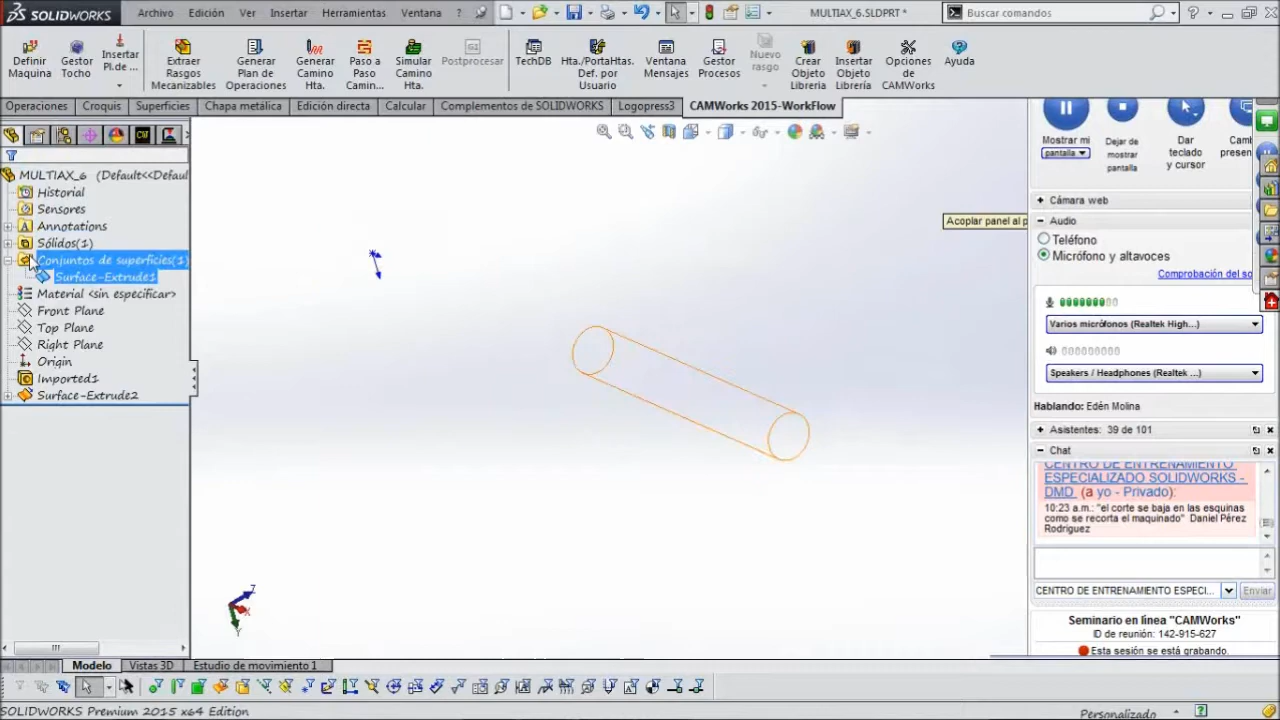 SOLIDWORKS
Archivo Edición Ver Insertar Herramientas Ventana ?
MULTIAX_6.SLDPRT *
Buscar comandos
Definir Maquina
Gestor Tocho
Insertar Pl.de ...
Extraer Rasgos Mecanizables
Generar Plan de Operaciones
Generar Camino Hta.
Paso a Paso Camin...
Simular Camino Hta.
Postprocesar
TechDB
Hta./PortaHtas. Def. por Usuario
Ventana Mensajes
Gestor Procesos
Nuevo rasgo
Crear Objeto Libreria
Insertar Objeto Libreria
Opciones de CAMWorks
Ayuda
Operaciones Croquis Superficies Chapa metálica Edición directa Calcular Complementos de SOLIDWORKS Logopress3 CAMWorks 2015-WorkFlow
MULTIAX_6 (Default<<Defaul
Historial
Sensores
Annotations
Sólidos(1)
Conjuntos de superficies(1)
Surface-Extrude1
Material <sin especificar>
Front Plane
Top Plane
Right Plane
Origin
Imported1
Surface-Extrude2
Z
X
Y
Acoplar panel al p
Mostrar mi pantalla
Dejar de mostrar pantalla
Dar teclado y cursor
Cam presen
Cámara web
Audio
Teléfono
Micrófono y altavoces
Comprobación del so
Varios micrófonos (Realtek High...)
Speakers / Headphones (Realtek ...)
Hablando: Edén Molina
Asistentes: 39 de 101
Chat
CENTRO DE ENTRENAMIENTO
ESPECIALIZADO SOLIDWORKS -
DMD (a yo - Privado):
10:23 a.m.: "el corte se baja en las esquinas
como se recorta el maquinado" Daniel Pérez
Rodriguez
CENTRO DE ENTRENAMIENTO ESPECI...
Enviar
Seminario en línea "CAMWorks"
ID de reunión: 142-915-627
Esta sesión se está grabando.
Modelo Vistas 3D Estudio de movimiento 1
SOLIDWORKS Premium 2015 x64 Edition
Personalizado